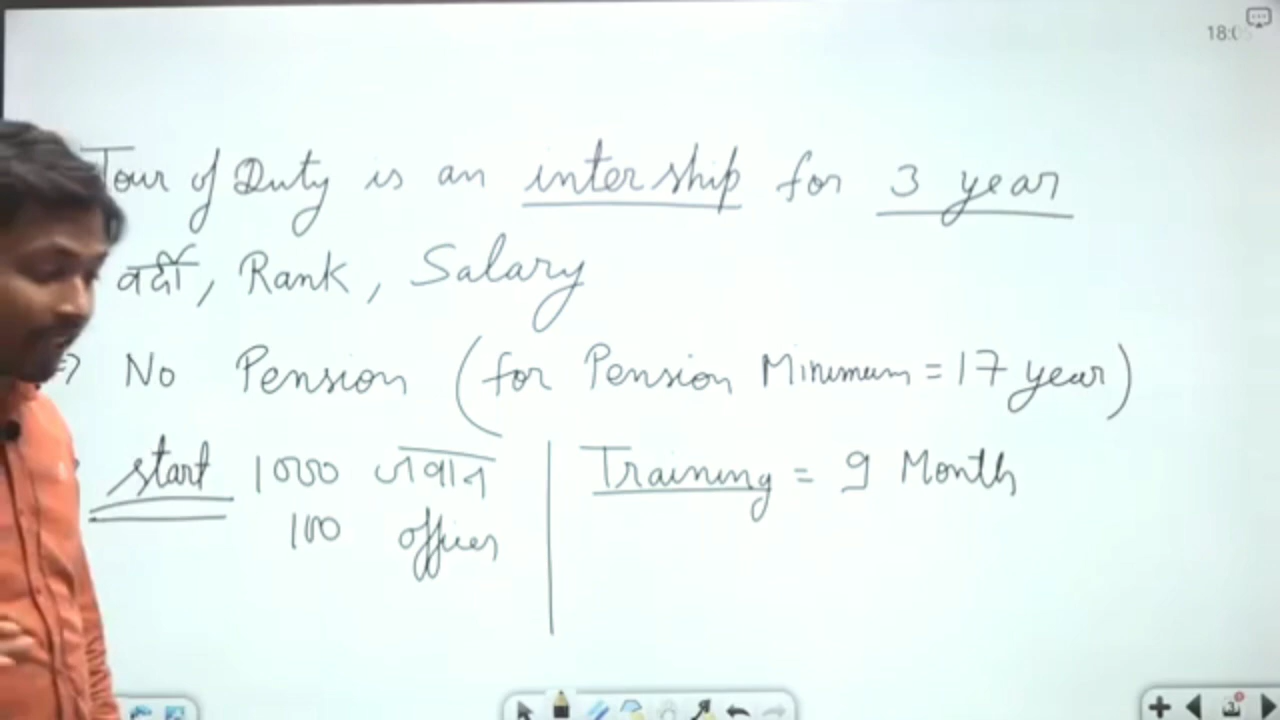 Tour of Duty is an intership for 3 year
वर्दी, Rank, Salary
⇒ No Pension (for Pension Minimum = 17 year)
start 1000 जवान
100 officer
Training = 9 Month